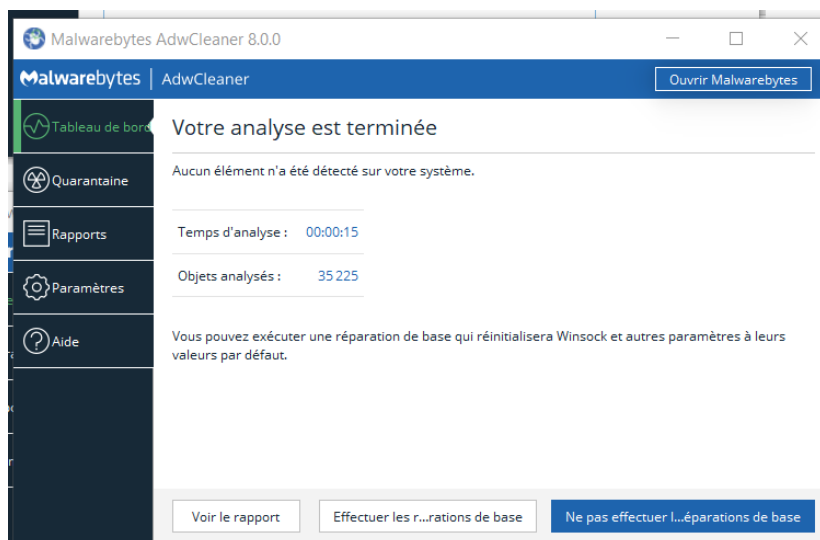 Malwarebytes AdwCleaner 8.0.0
Malwarebytes | AdwCleaner
Ouvrir Malwarebytes
Tableau de bord
Quarantaine
Rapports
Paramètres
Aide
Votre analyse est terminée
Aucun élément n'a été détecté sur votre système.
Temps d'analyse : 00:00:15
Objets analysés : 35 225
Vous pouvez exécuter une réparation de base qui réinitialisera Winsock et autres paramètres à leurs
valeurs par défaut.
Voir le rapport
Effectuer les r...rations de base
Ne pas effectuer l...éparations de base